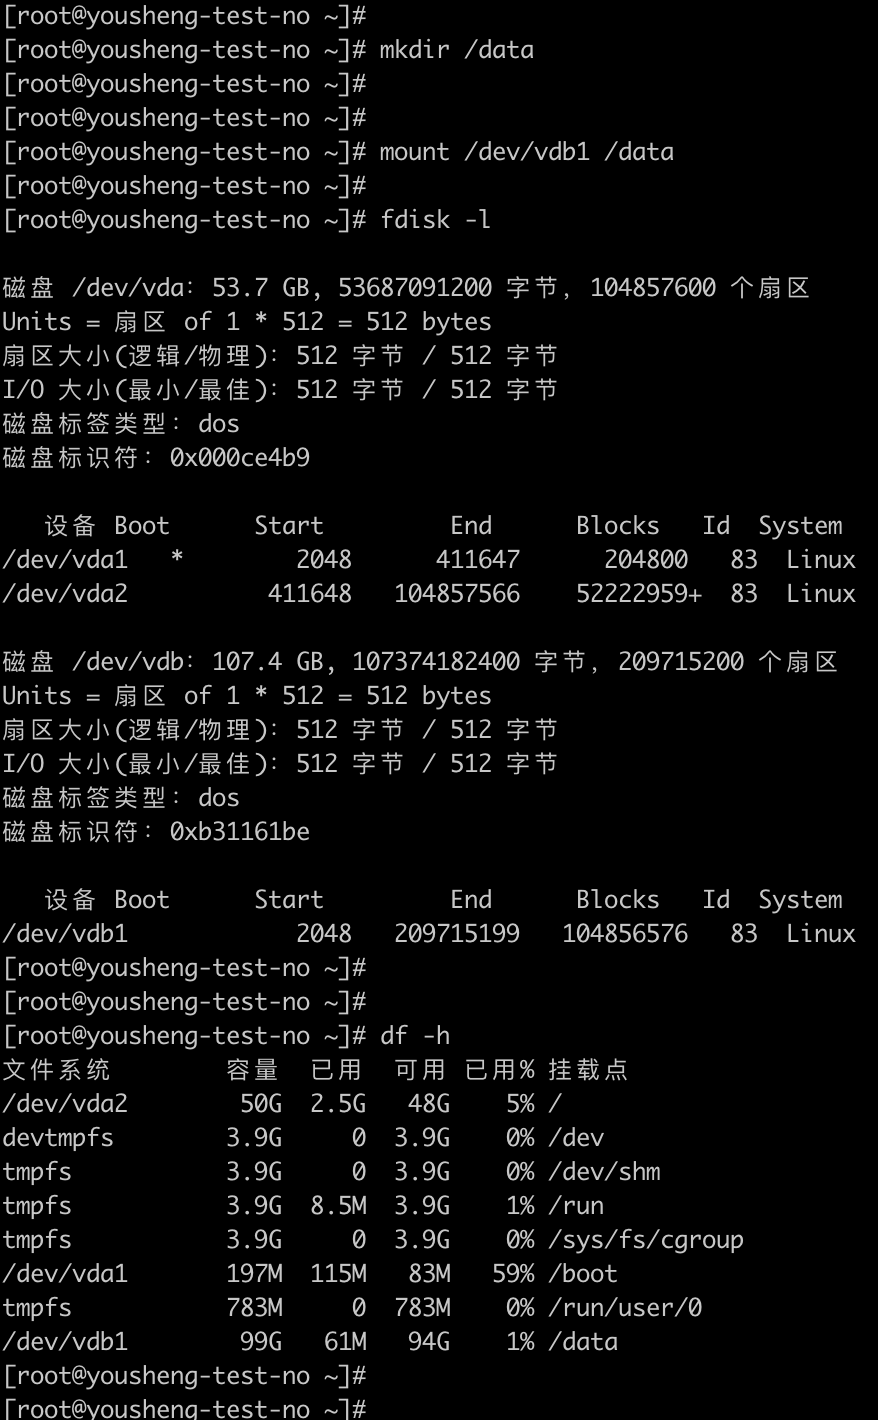 [root@yousheng-test-no ~]#
[root@yousheng-test-no ~]# mkdir /data
[root@yousheng-test-no ~]#
[root@yousheng-test-no ~]#
[root@yousheng-test-no ~]# mount /dev/vdb1 /data
[root@yousheng-test-no ~]#
[root@yousheng-test-no ~]# fdisk -l
磁盘 /dev/vda：53.7 GB, 53687091200 字节，104857600 个扇区
Units = 扇区 of 1 * 512 = 512 bytes
扇区大小(逻辑/物理)：512 字节 / 512 字节
I/O 大小(最小/最佳)：512 字节 / 512 字节
磁盘标签类型：dos
磁盘标识符：0x000ce4b9
设备 Boot      Start         End      Blocks   Id  System
/dev/vda1   *        2048      411647      204800   83  Linux
/dev/vda2          411648   104857566    52222959+  83  Linux
磁盘 /dev/vdb：107.4 GB, 107374182400 字节，209715200 个扇区
Units = 扇区 of 1 * 512 = 512 bytes
扇区大小(逻辑/物理)：512 字节 / 512 字节
I/O 大小(最小/最佳)：512 字节 / 512 字节
磁盘标签类型：dos
磁盘标识符：0xb31161be
设备 Boot      Start         End      Blocks   Id  System
/dev/vdb1            2048   209715199   104856576   83  Linux
[root@yousheng-test-no ~]#
[root@yousheng-test-no ~]#
[root@yousheng-test-no ~]# df -h
文件系统        容量  已用  可用 已用% 挂载点
/dev/vda2        50G  2.5G   48G    5% /
devtmpfs        3.9G     0  3.9G    0% /dev
tmpfs           3.9G     0  3.9G    0% /dev/shm
tmpfs           3.9G  8.5M  3.9G    1% /run
tmpfs           3.9G     0  3.9G    0% /sys/fs/cgroup
/dev/vda1       197M  115M   83M   59% /boot
tmpfs           783M     0  783M    0% /run/user/0
/dev/vdb1        99G   61M   94G    1% /data
[root@yousheng-test-no ~]#
[root@yousheng-test-no ~]#